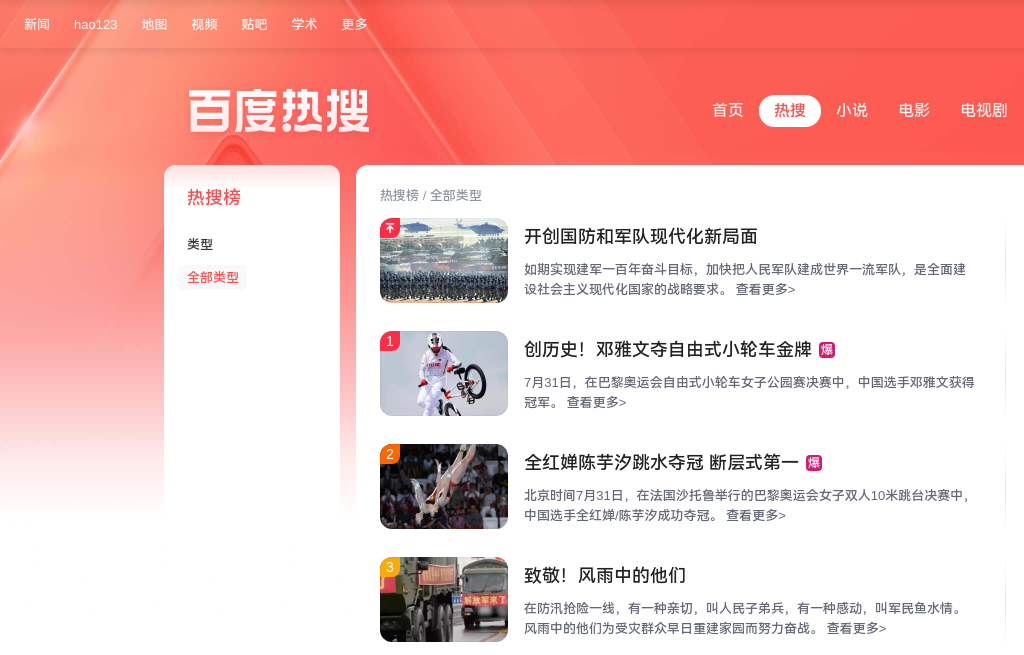 新闻 hao123 地图 视频 贴吧 学术 更多
百度热搜
首页 热搜 小说 电影 电视剧
热搜榜
类型
全部类型
热搜榜 / 全部类型
开创国防和军队现代化新局面
如期实现建军一百年奋斗目标，加快把人民军队建成世界一流军队，是全面建
设社会主义现代化国家的战略要求。 查看更多>
1
创历史！邓雅文夺自由式小轮车金牌 爆
7月31日，在巴黎奥运会自由式小轮车女子公园赛决赛中，中国选手邓雅文获得
冠军。 查看更多>
2
全红婵陈芋汐跳水夺冠 断层式第一 爆
北京时间7月31日，在法国沙托鲁举行的巴黎奥运会女子双人10米跳台决赛中，
中国选手全红婵/陈芋汐成功夺冠。 查看更多>
3
解放军来了
致敬！风雨中的他们
在防汛抢险一线，有一种亲切，叫人民子弟兵，有一种感动，叫军民鱼水情。
风雨中的他们为受灾群众早日重建家园而努力奋战。 查看更多>